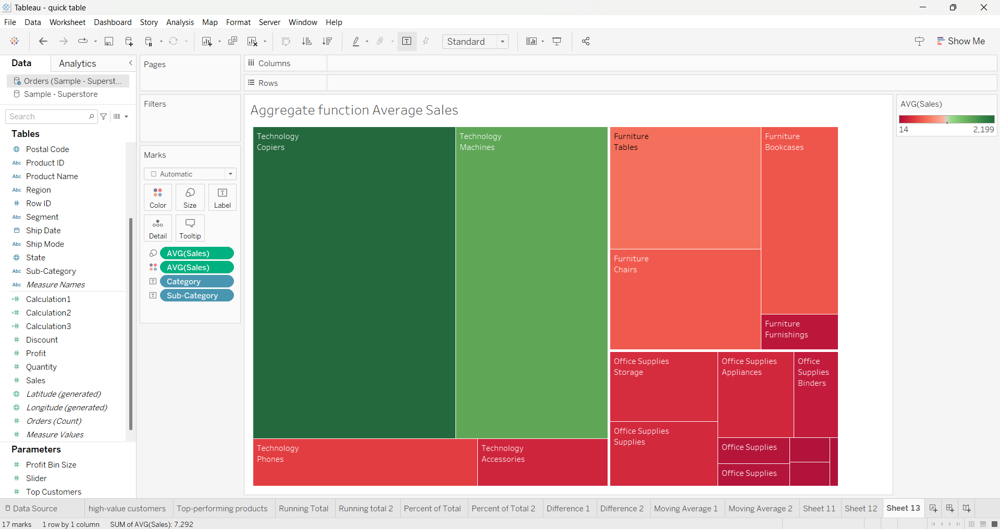 Tableau - quick table
File Data Worksheet Dashboard Story Analysis Map Format Server Window Help
Standard
Show Me
Data Analytics
Orders (Sample - Superst...
Sample - Superstore
Search
Tables
Postal Code
Abc Product ID
Abc Product Name
Abc Region
Row ID
Abc Segment
Ship Date
Abc Ship Mode
State
Abc Sub-Category
Abc Measure Names
=# Calculation1
=# Calculation2
=# Calculation3
# Discount
# Profit
# Quantity
# Sales
Latitude (generated)
Longitude (generated)
# Orders (Count)
# Measure Values
Parameters
# Profit Bin Size
# Slider
# Top Customers
Pages
Filters
Marks
Automatic
Color Size Label
Detail Tooltip
AVG(Sales)
AVG(Sales)
Category
Sub-Category
Columns
Rows
Aggregate function Average Sales
Technology
Copiers
Technology
Machines
Technology
Phones
Technology
Accessories
Furniture
Tables
Furniture
Bookcases
Furniture
Chairs
Furniture
Furnishings
Office Supplies
Storage
Office Supplies
Appliances
Office
Supplies
Binders
Office Supplies
Supplies
Office Supplies
Office Supplies
AVG(Sales)
14 2,199
Data Source high-value customers Top-performing products Running Total Running total 2 Percent of Total Percent of Total 2 Difference 1 Difference 2 Moving Average 1 Moving Average 2 Sheet 11 Sheet 12 Sheet 13
17 marks 1 row by 1 column SUM of AVG(Sales): 7.292